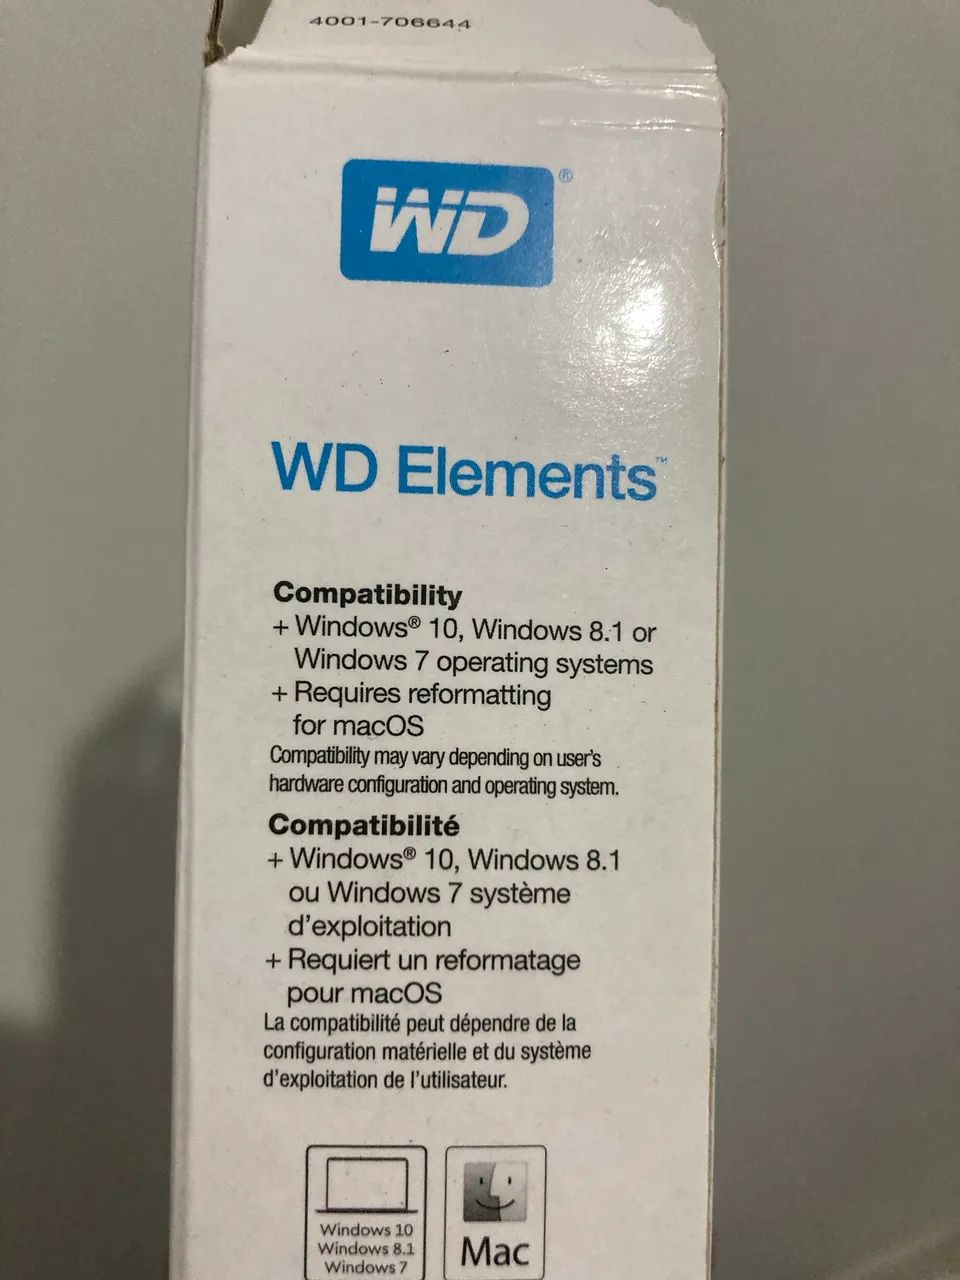 4001-706644
WD®
WD Elements™
Compatibility
+ Windows® 10, Windows 8.1 or
Windows 7 operating systems
+ Requires reformatting
for macOS
Compatibility may vary depending on user's
hardware configuration and operating system.
Compatibilité
+ Windows® 10, Windows 8.1
ou Windows 7 système
d'exploitation
+ Requiert un reformatage
pour macOS
La compatibilité peut dépendre de la
configuration matérielle et du système
d'exploitation de l'utilisateur.
Windows 10
Windows 8.1
Windows 7
Mac